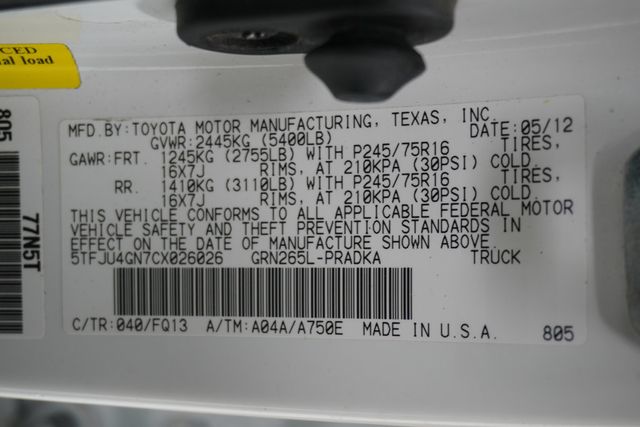 CED
al load
805
77N5T
MFD.BY:TOYOTA MOTOR MANUFACTURING, TEXAS, INC.
GVWR:2445KG (5400LB) DATE:05/12
GAWR:FRT. 1245KG (2755LB) WITH P245/75R16 TIRES,
16X7J RIMS, AT 210KPA (30PSI) COLD.
RR. 1410KG (3110LB) WITH P245/75R16 TIRES,
16X7J RIMS, AT 210KPA (30PSI) COLD.
THIS VEHICLE CONFORMS TO ALL APPLICABLE FEDERAL MOTOR
VEHICLE SAFETY AND THEFT PREVENTION STANDARDS IN
EFFECT ON THE DATE OF MANUFACTURE SHOWN ABOVE.
5TFJU4GN7CX026026 GRN265L-PRADKA TRUCK
C/TR:040/FQ13 A/TM:A04A/A750E MADE IN U.S.A. 805